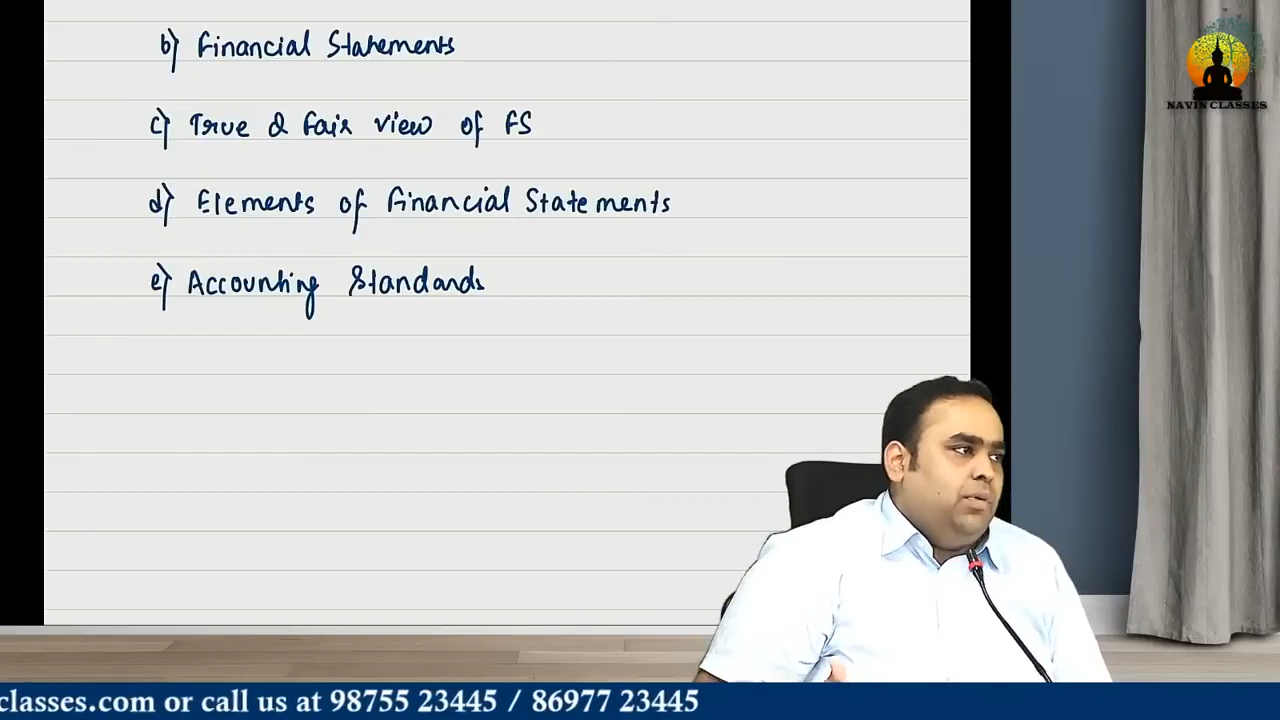 b) Financial Statements
c) True & Fair view of FS
d) Elements of Financial Statements
e) Accounting Standards
NAVIN CLASSES
classes.com or call us at 98755 23445 / 86977 23445